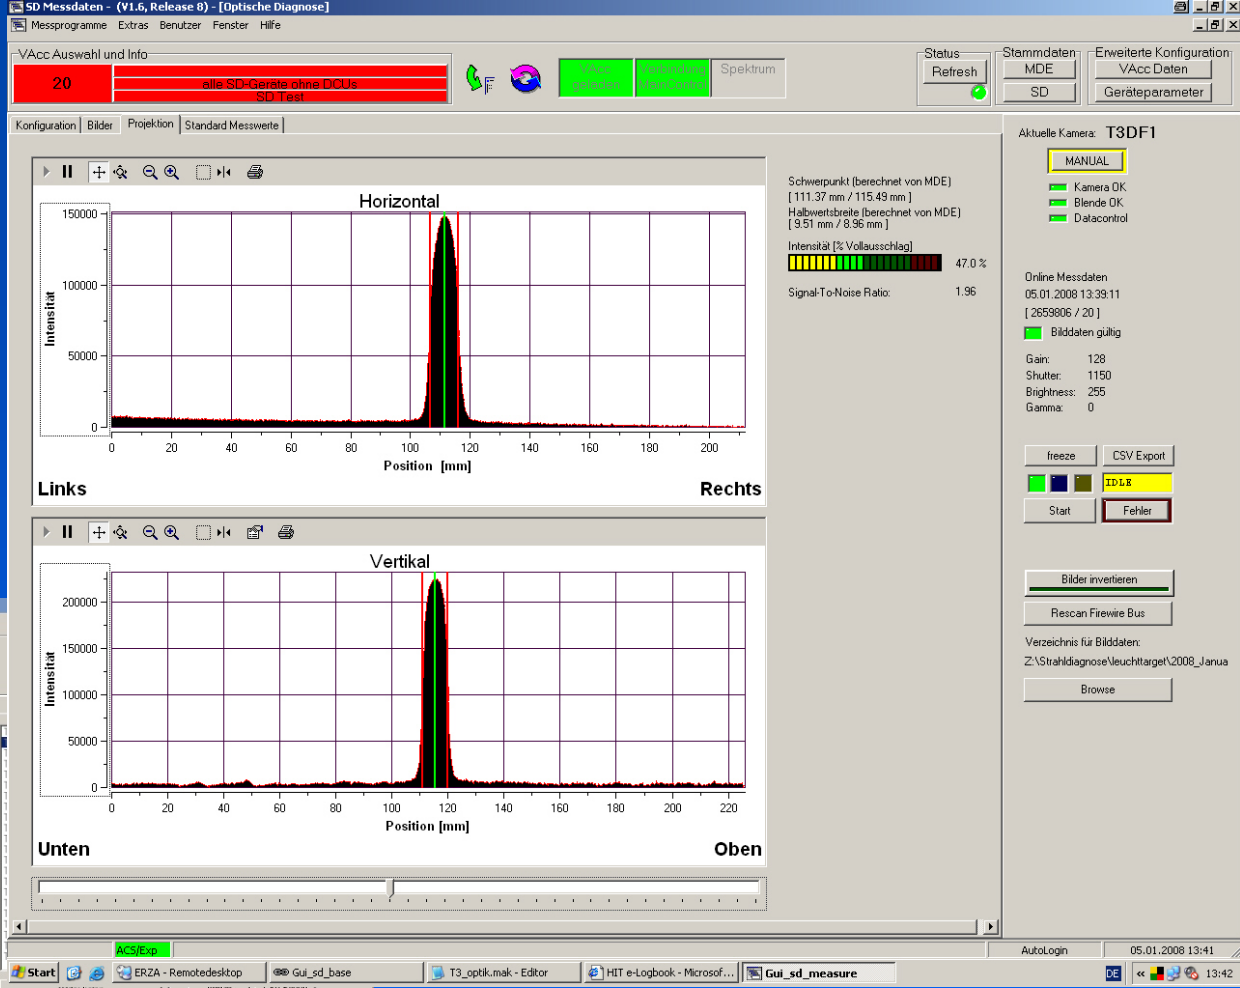 SD Messdaten - (V1.6, Release 8) - [Optische Diagnose]
Messprogramme Extras Benutzer Fenster Hilfe
VAcc Auswahl und Info
20
alle SD-Geräte ohne DCUs
SD Test
VAcc geladen
Verbindung MainControl
Spektrum
Status
Refresh
Stammdaten
MDE
SD
Erweiterte Konfiguration
VAcc Daten
Geräteparameter
Konfiguration Bilder Projektion Standard Messwerte
Horizontal
Intensität
150000
100000
50000
0
0 20 40 60 80 100 120 140 160 180 200
Position [mm]
Links Rechts
Vertikal
Intensität
200000
150000
100000
50000
0
0 20 40 60 80 100 120 140 160 180 200 220
Position [mm]
Unten Oben
Schwerpunkt (berechnet von MDE)
[ 111.37 mm / 115.49 mm ]
Halbwertsbreite (berechnet von MDE)
[ 9.51 mm / 8.96 mm ]
Intensität [% Vollausschlag]
47.0 %
Signal-To-Noise Ratio: 1.96
Aktuelle Kamera: T3DF1
MANUAL
Kamera OK
Blende OK
Datacontrol
Online Messdaten
05.01.2008 13:39:11
[ 2659806 / 20 ]
Bilddaten gültig
Gain: 128
Shutter: 1150
Brightness: 255
Gamma: 0
freeze CSV Export
IDLE
Start Fehler
Bilder invertieren
Rescan Firewire Bus
Verzeichnis für Bilddaten:
Z:\Strahldiagnose\leuchttarget\2008_Janua
Browse
ACS/Exp
AutoLogin 05.01.2008 13:41
Start ERZA - Remotedesktop Gui_sd_base T3_optik.mak - Editor HIT e-Logbook - Microsof... Gui_sd_measure DE « 13:42